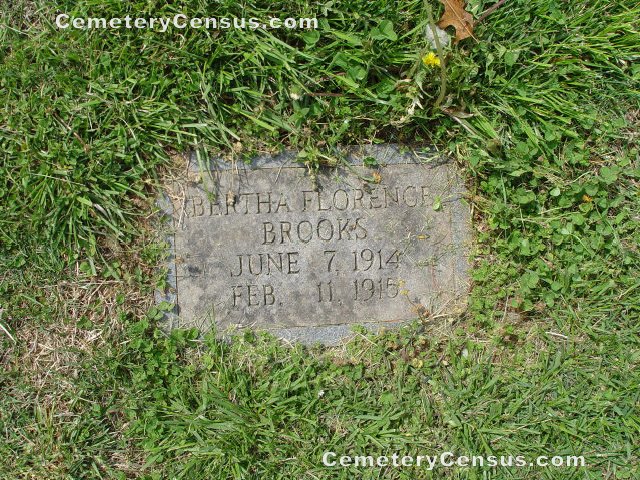 CemeteryCensus.com
BERTHA FLORENCE
BROOKS
JUNE 7, 1914
FEB. 11, 1915
CemeteryCensus.com